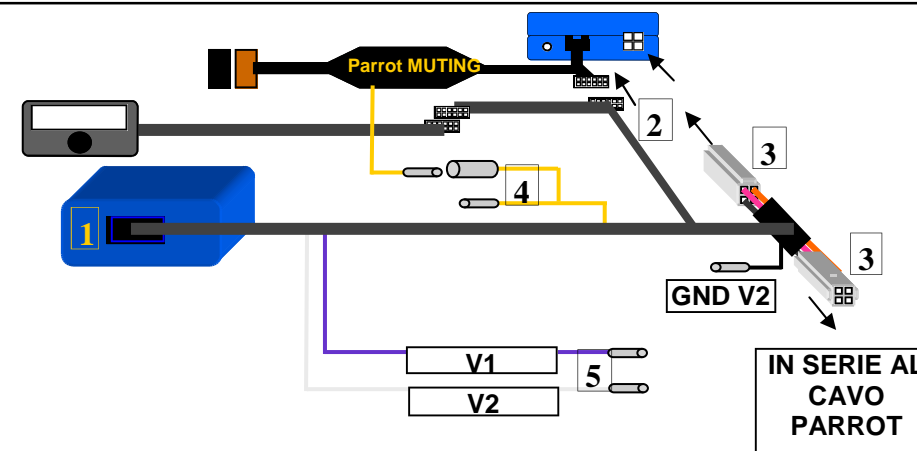 Parrot MUTING
2
3
4
1
3
GND V2
V1
5
V2
IN SERIE AL
CAVO
PARROT